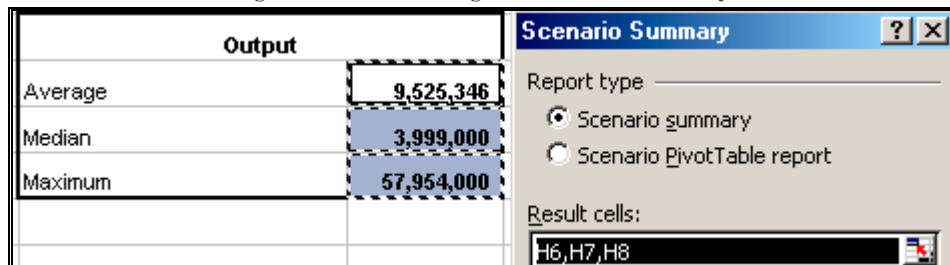 Output
Average 9,525,346
Median 3,999,000
Maximum 57,954,000
Scenario Summary
Report type
Scenario summary
Scenario PivotTable report
Result cells:
H6,H7,H8